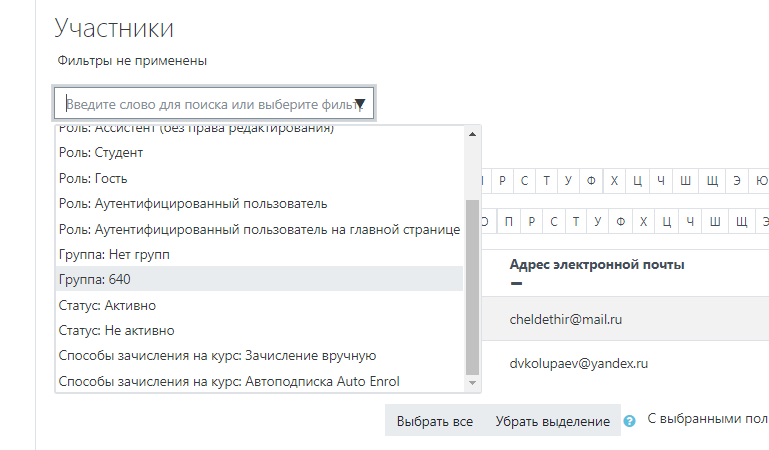 Участники
Фильтры не применены
Введите слово для поиска или выберите фильтр ▼
Роль: Ассистент (без права редактирования)
Роль: Студент
Роль: Гость
Роль: Аутентифицированный пользователь
Роль: Аутентифицированный пользователь на главной странице
Группа: Нет групп
Группа: 640
Статус: Активно
Статус: Не активно
Способы зачисления на курс: Зачисление вручную
Способы зачисления на курс: Автоподписка Auto Enrol
Р С Т У Ф Х Ц Ч Ш Щ Э Ю
О П Р С Т У Ф Х Ц Ч Ш Щ Э
Адрес электронной почты
cheldethir@mail.ru
dvkolupaev@yandex.ru
Выбрать все Убрать выделение ? С выбранными пол